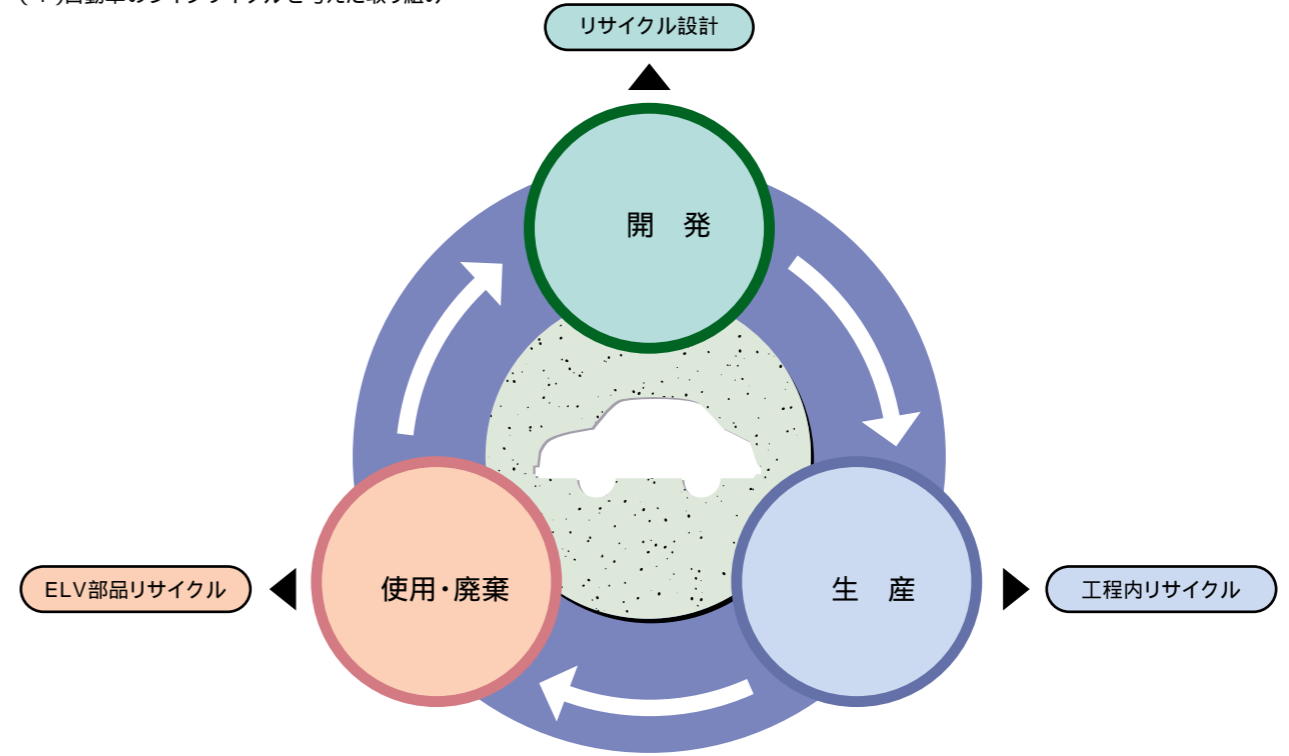 リサイクル設計
開 発
使用・廃棄
生 産
ELV部品リサイクル
工程内リサイクル